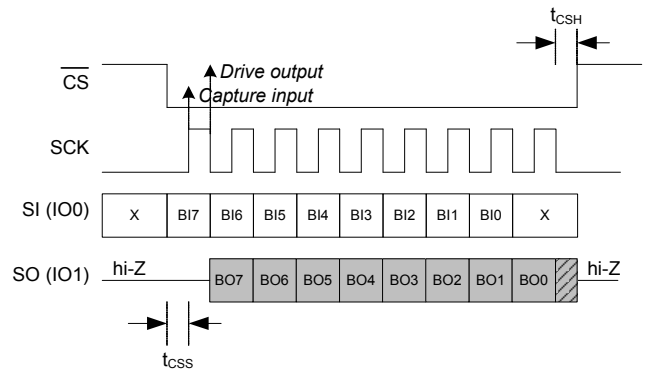 tCSH
CS
Drive output
Capture input
SCK
SI (IO0) X BI7 BI6 BI5 BI4 BI3 BI2 BI1 BI0 X
SO (IO1) hi-Z BO7 BO6 BO5 BO4 BO3 BO2 BO1 BO0 hi-Z
tCSS